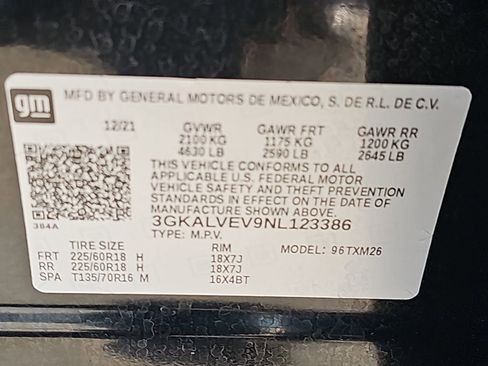 gm MFD BY GENERAL MOTORS DE MEXICO, S. DE R.L. DE C.V.
12/21 GVWR GAWR FRT GAWR RR
2100 KG 1175 KG 1200 KG
4630 LB 2590 LB 2645 LB
THIS VEHICLE CONFORMS TO ALL
APPLICABLE U.S. FEDERAL MOTOR
VEHICLE SAFETY AND THEFT PREVENTION
STANDARDS IN EFFECT ON THE DATE OF
MANUFACTURE SHOWN ABOVE.
384A 3GKALVEV9NL123386
TYPE: M.P.V. MODEL: 96TXM26
TIRE SIZE RIM
FRT 225/60R18 H 18X7J
RR 225/60R18 H 18X7J
SPA T135/70R16 M 16X4BT